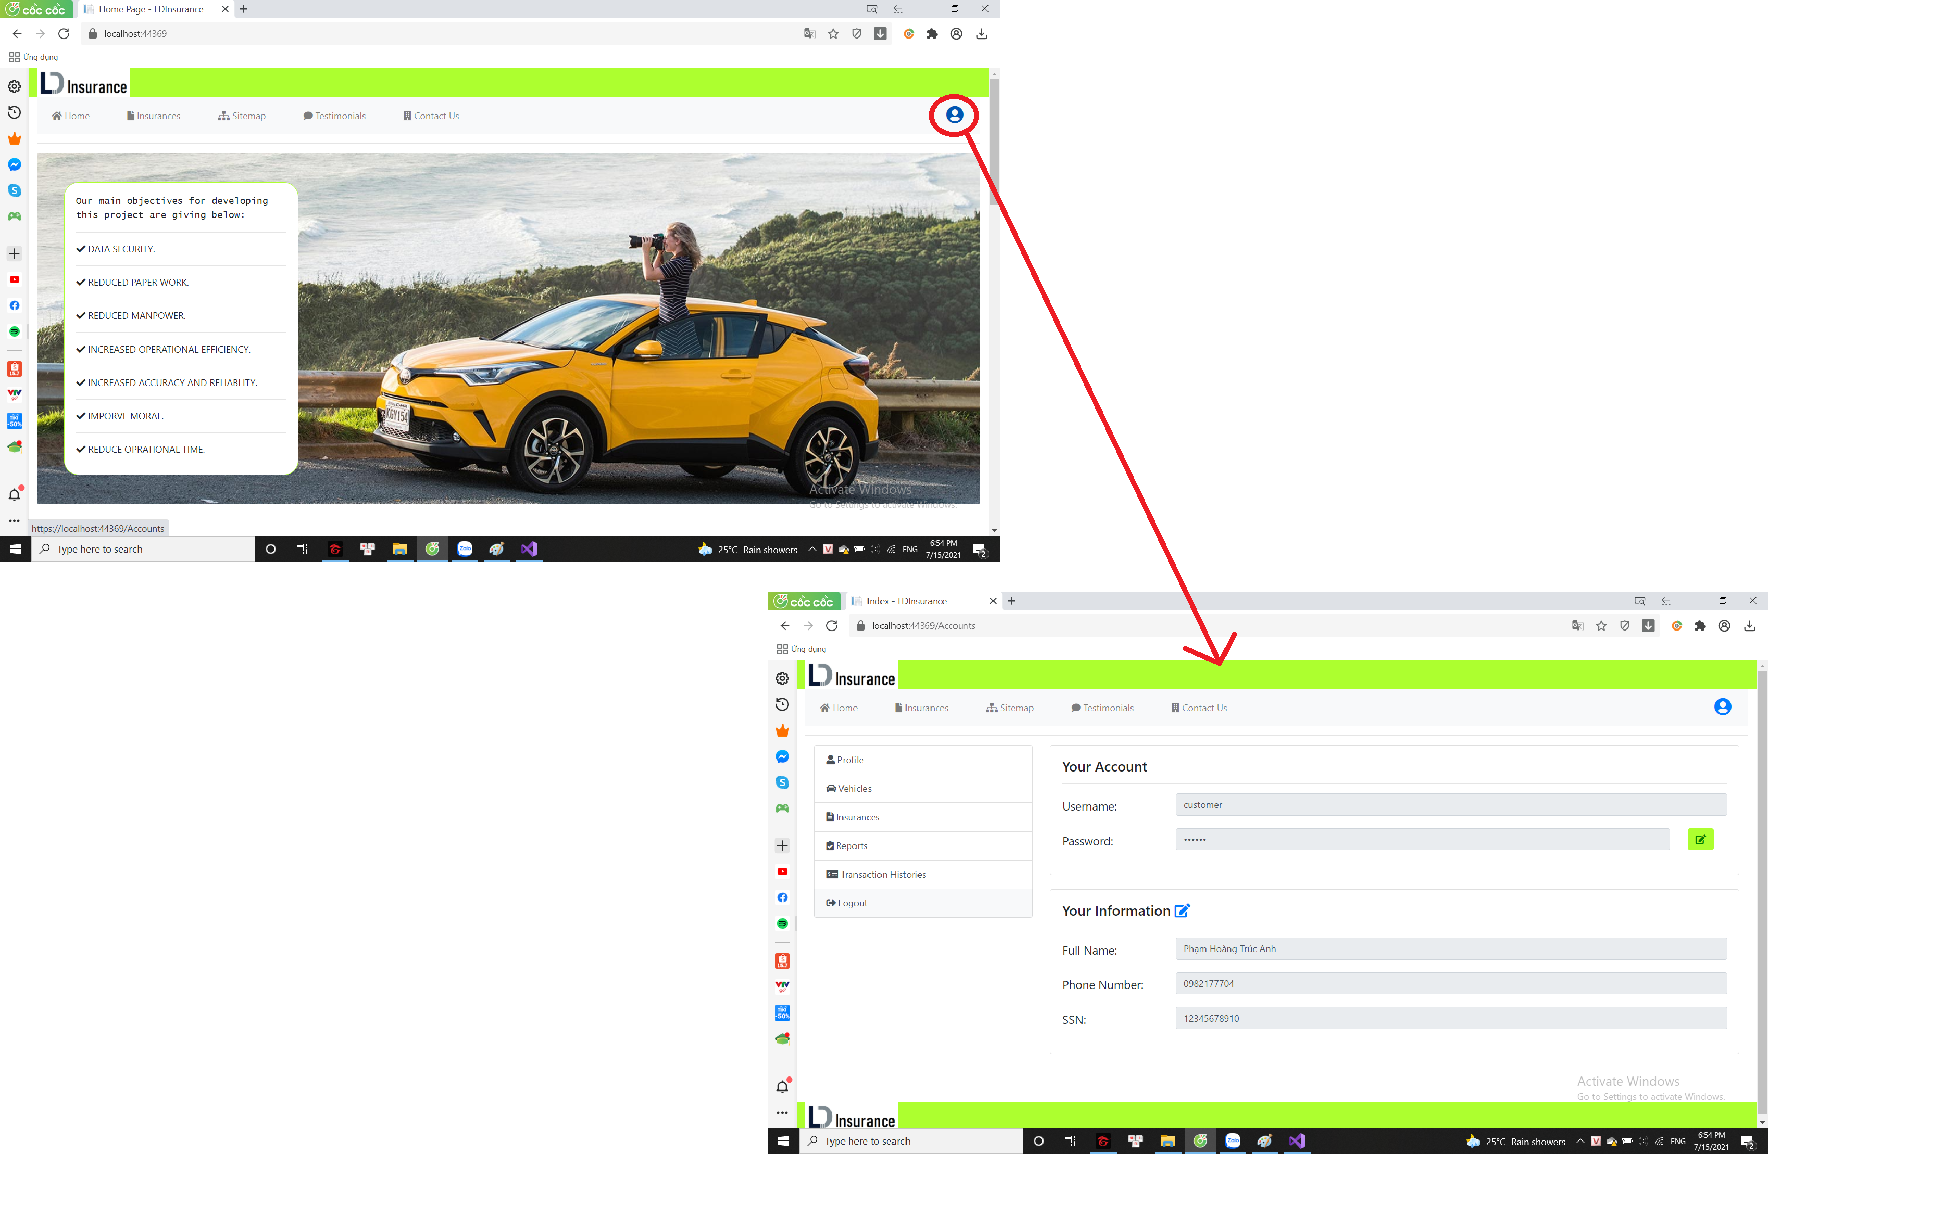 cốc cốc
Home Page - LDInsurance
localhost:44369
Ứng dụng
LD Insurance
Home
Insurances
Sitemap
Testimonials
Contact Us
Our main objectives for developing
this project are giving below:
DATA SECURITY.
REDUCED PAPER WORK.
REDUCED MANPOWER.
INCREASED OPERATIONAL EFFICIENCY.
INCREASED ACCURACY AND REHABLITY.
IMPORVE MORAL.
REDUCE OPRATIONAL TIME.
KGY154
Activate Windows
Go to Settings to activate Windows.
https://localhost:44369/Accounts
Type here to search
Zalo
25°C Rain showers
ENG
6:54 PM
7/15/2021
2
cốc cốc
Index - LDInsurance
localhost:44369/Accounts
Ứng dụng
LD Insurance
Home
Insurances
Sitemap
Testimonials
Contact Us
Profile
Vehicles
Insurances
Reports
Transaction Histories
Logout
Your Account
Username:
customer
Password:
••••••
Your Information
Full Name:
Phạm Hoàng Trúc Anh
Phone Number:
0982177704
SSN:
12345678910
Activate Windows
Go to Settings to activate Windows.
LD Insurance
Type here to search
Zalo
25°C Rain showers
ENG
6:54 PM
7/15/2021
2